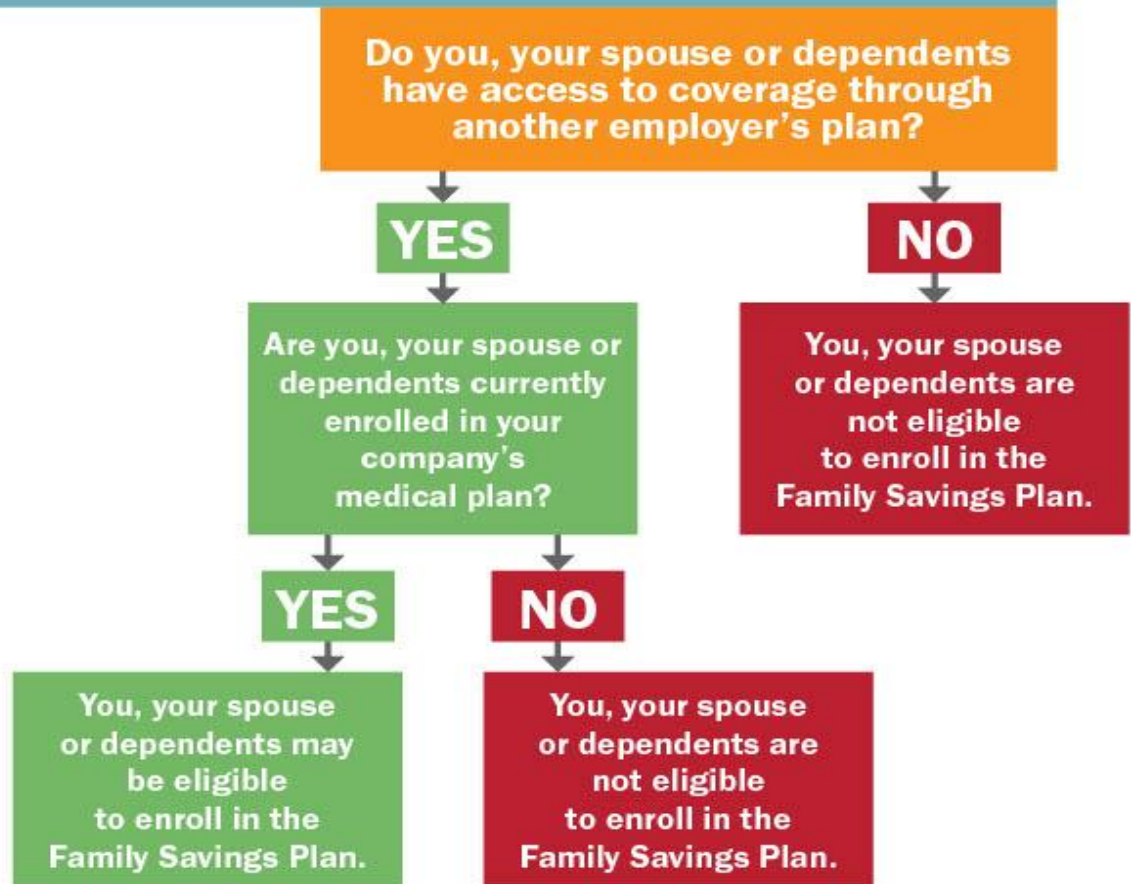 Do you, your spouse or dependents
have access to coverage through
another employer's plan?
YES
NO
Are you, your spouse or
dependents currently
enrolled in your
company's
medical plan?
You, your spouse
or dependents are
not eligible
to enroll in the
Family Savings Plan.
YES
NO
You, your spouse
or dependents may
be eligible
to enroll in the
Family Savings Plan.
You, your spouse
or dependents are
not eligible
to enroll in the
Family Savings Plan.